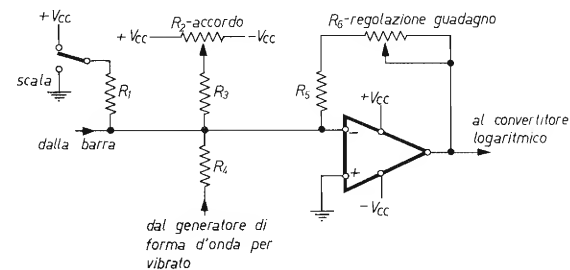 +Vcc
R2-accordo
R6-regolazione guadagno
+Vcc
-Vcc
scala
R1
R3
R5
+Vcc
al convertitore
logaritmico
dalla barra
-
+
R4
-Vcc
dal generatore di
forma d'onda per
vibrato